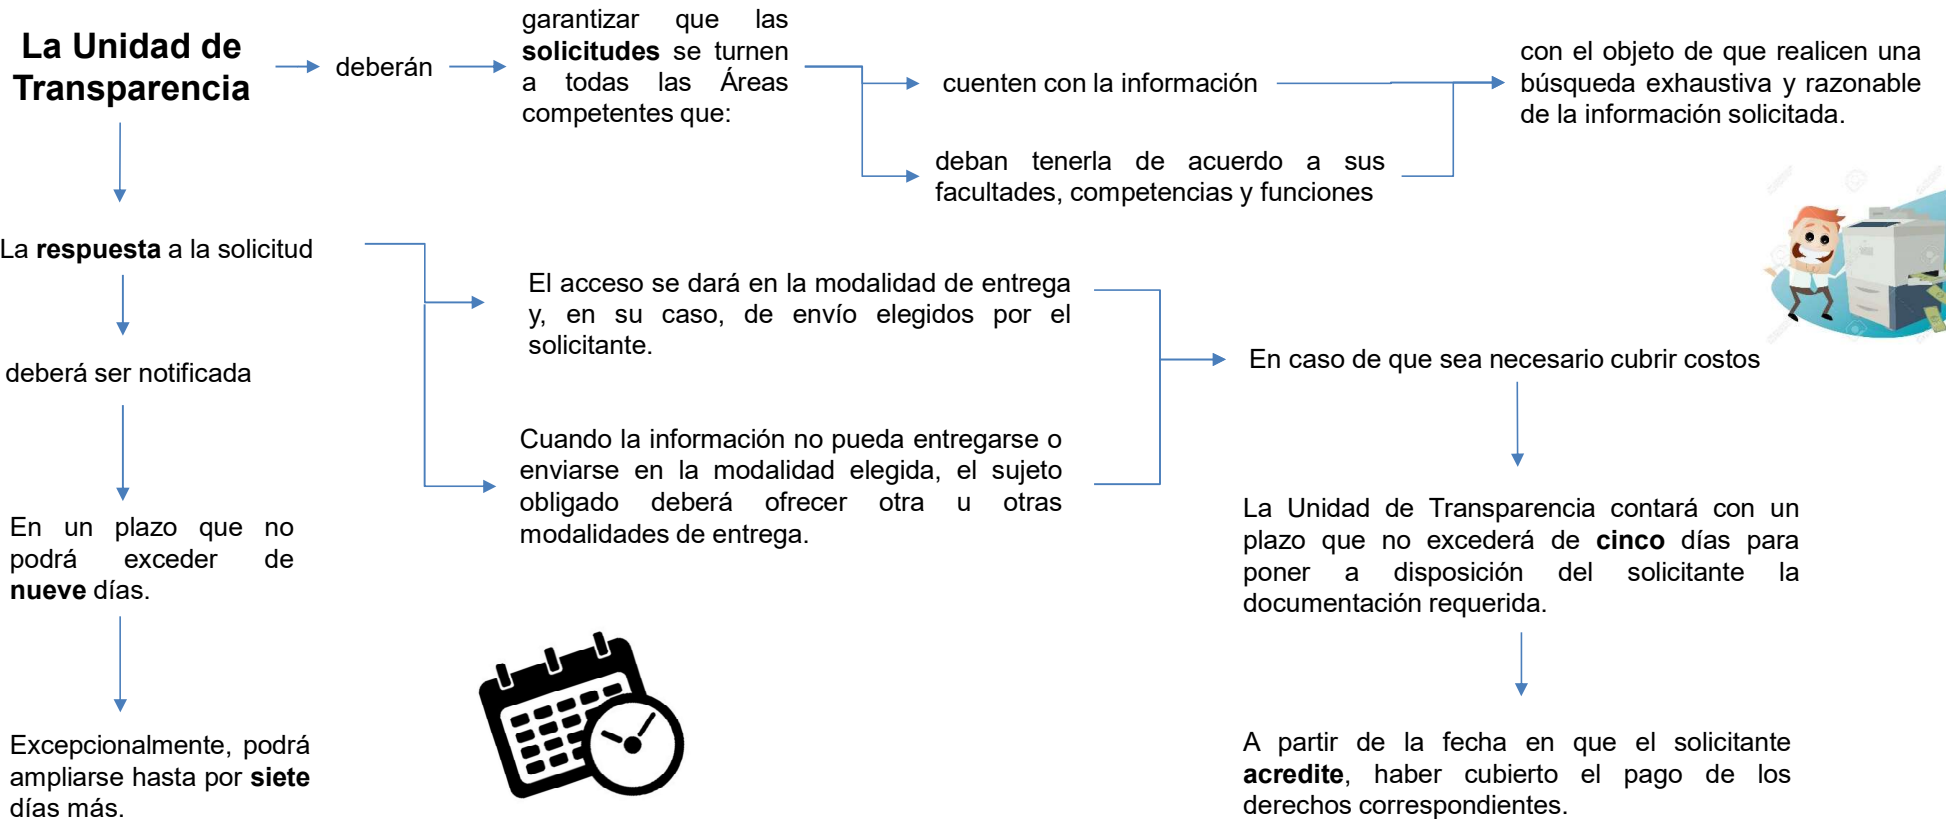 La Unidad de
Transparencia
deberán
garantizar que las
solicitudes se turnen
a todas las Áreas
competentes que:
cuenten con la información
deban tenerla de acuerdo a sus
facultades, competencias y funciones
con el objeto de que realicen una
búsqueda exhaustiva y razonable
de la información solicitada.
La respuesta a la solicitud
deberá ser notificada
En un plazo que no
podrá exceder de
nueve días.
Excepcionalmente, podrá
ampliarse hasta por siete
días más.
El acceso se dará en la modalidad de entrega
y, en su caso, de envío elegidos por el
solicitante.
Cuando la información no pueda entregarse o
enviarse en la modalidad elegida, el sujeto
obligado deberá ofrecer otra u otras
modalidades de entrega.
En caso de que sea necesario cubrir costos
La Unidad de Transparencia contará con un
plazo que no excederá de cinco días para
poner a disposición del solicitante la
documentación requerida.
A partir de la fecha en que el solicitante
acredite, haber cubierto el pago de los
derechos correspondientes.